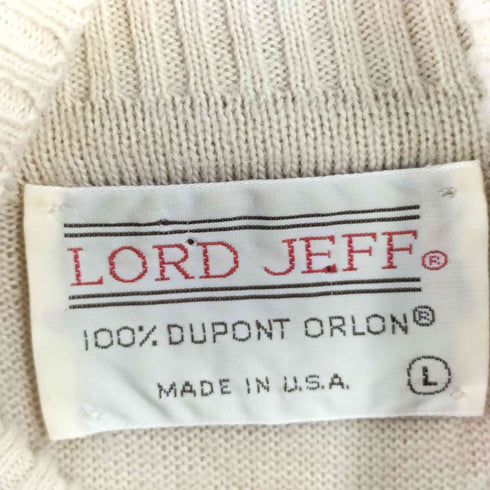 LORD JEFF®
100% DUPONT ORLON®
MADE IN U.S.A. L